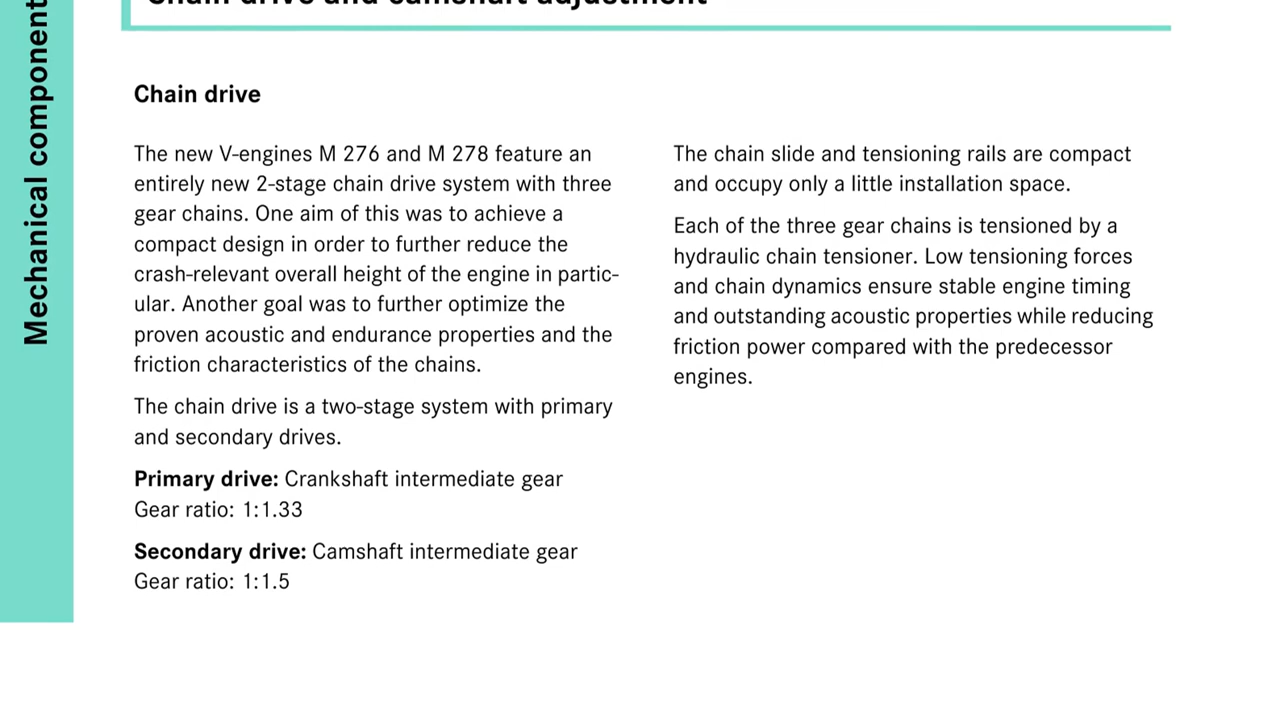 Chain drive and camshaft adjustment
Mechanical component
Chain drive
The new V-engines M 276 and M 278 feature an
entirely new 2-stage chain drive system with three
gear chains. One aim of this was to achieve a
compact design in order to further reduce the
crash-relevant overall height of the engine in partic-
ular. Another goal was to further optimize the
proven acoustic and endurance properties and the
friction characteristics of the chains.
The chain drive is a two-stage system with primary
and secondary drives.
Primary drive: Crankshaft intermediate gear
Gear ratio: 1:1.33
Secondary drive: Camshaft intermediate gear
Gear ratio: 1:1.5
The chain slide and tensioning rails are compact
and occupy only a little installation space.
Each of the three gear chains is tensioned by a
hydraulic chain tensioner. Low tensioning forces
and chain dynamics ensure stable engine timing
and outstanding acoustic properties while reducing
friction power compared with the predecessor
engines.